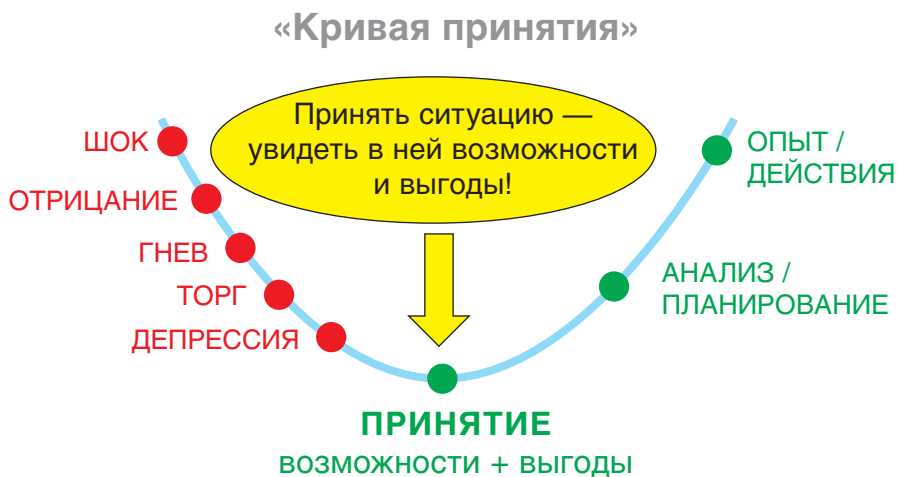 «Кривая принятия»
Принять ситуацию —
увидеть в ней возможности
и выгоды!
ШОК
ОТРИЦАНИЕ
ГНЕВ
ТОРГ
ДЕПРЕССИЯ
ПРИНЯТИЕ
ВОЗМОЖНОСТИ + ВЫГОДЫ
АНАЛИЗ /
ПЛАНИРОВАНИЕ
ОПЫТ /
ДЕЙСТВИЯ